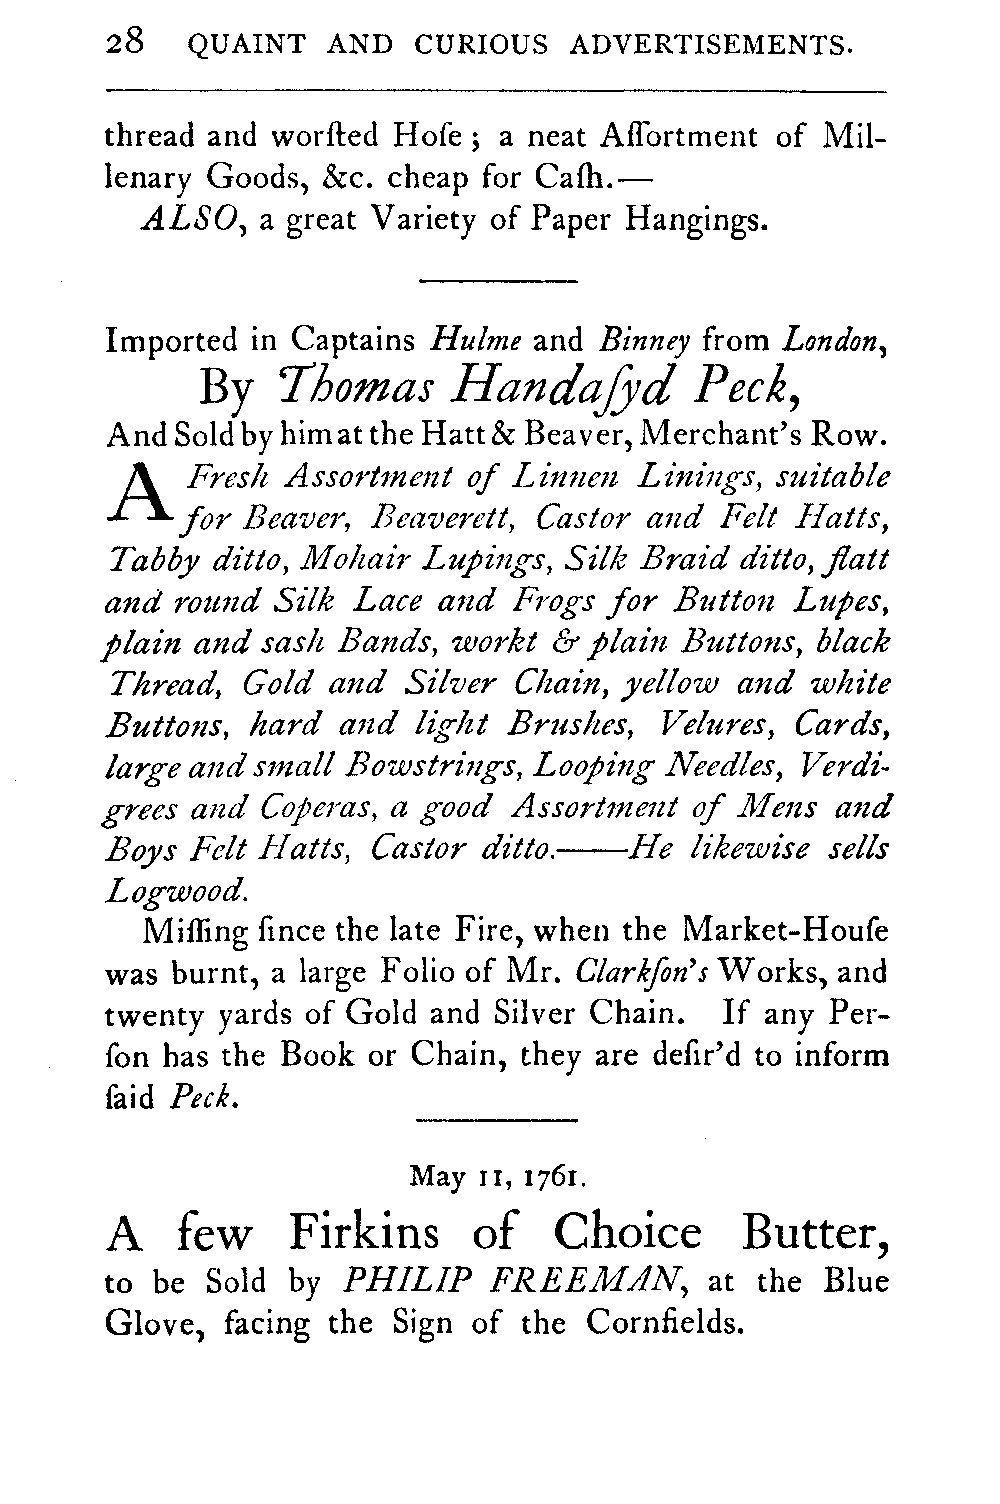 28 QUAINT AND CURIOUS ADVERTISEMENTS.
thread and worſted Hoſe ; a neat Aſſortment of Mil-
lenary Goods, &c. cheap for Caſh.—
ALSO, a great Variety of Paper Hangings.
Imported in Captains Hulme and Binney from London,
By Thomas Handaſyd Peck,
And Sold by him at the Hatt & Beaver, Merchant's Row.
A Fresh Assortment of Linnen Linings, suitable
for Beaver, Beaverett, Castor and Felt Hatts,
Tabby ditto, Mohair Lupings, Silk Braid ditto, flatt
and round Silk Lace and Frogs for Button Lupes,
plain and sash Bands, workt & plain Buttons, black
Thread, Gold and Silver Chain, yellow and white
Buttons, hard and light Brushes, Velures, Cards,
large and small Bowstrings, Looping Needles, Verdi-
grees and Coperas, a good Assortment of Mens and
Boys Felt Hatts, Castor ditto.——He likewise sells
Logwood.
Miſſing ſince the late Fire, when the Market-Houſe
was burnt, a large Folio of Mr. Clarkſon's Works, and
twenty yards of Gold and Silver Chain. If any Per-
ſon has the Book or Chain, they are deſir'd to inform
ſaid Peck.
May 11, 1761.
A few Firkins of Choice Butter,
to be Sold by PHILIP FREEMAN, at the Blue
Glove, facing the Sign of the Cornfields.